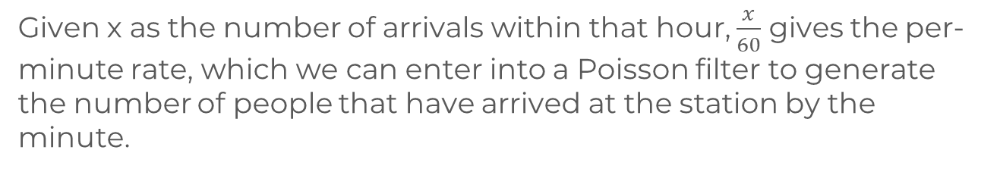 Given x as the number of arrivals within that hour, x/60 gives the per-
minute rate, which we can enter into a Poisson filter to generate
the number of people that have arrived at the station by the
minute.